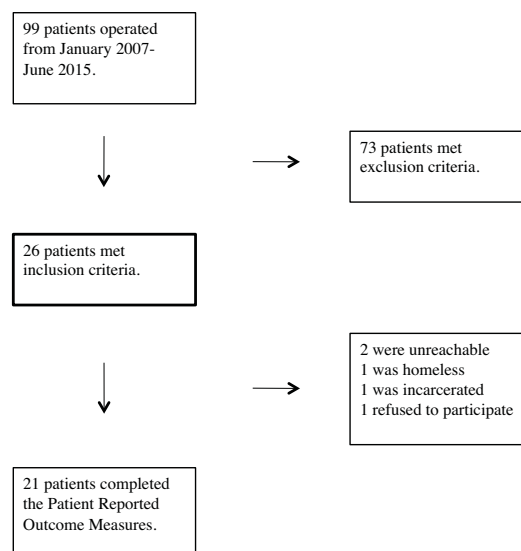 99 patients operated
from January 2007-
June 2015.
73 patients met
exclusion criteria.
26 patients met
inclusion criteria.
2 were unreachable
1 was homeless
1 was incarcerated
1 refused to participate
21 patients completed
the Patient Reported
Outcome Measures.